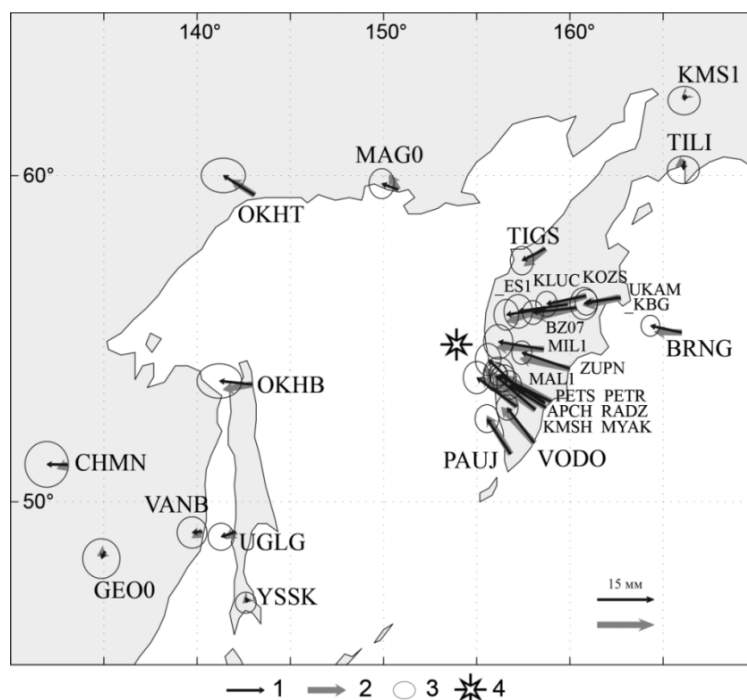 140° 150° 160°
KMS1
TILI
60°
MAG0
OKHT
TIGS
_ES1 KLUC KOZS
UKAM
_KBG
BZ07
BRNG
MIL1
ZUPN
OKHB
MAL1
PETS PETR
APCH RADZ
KMSH MYAK
CHMN
PAUJ VODO
50°
VANB
UGLG
GEO0
15 мм
YSSK
1 2 3 4